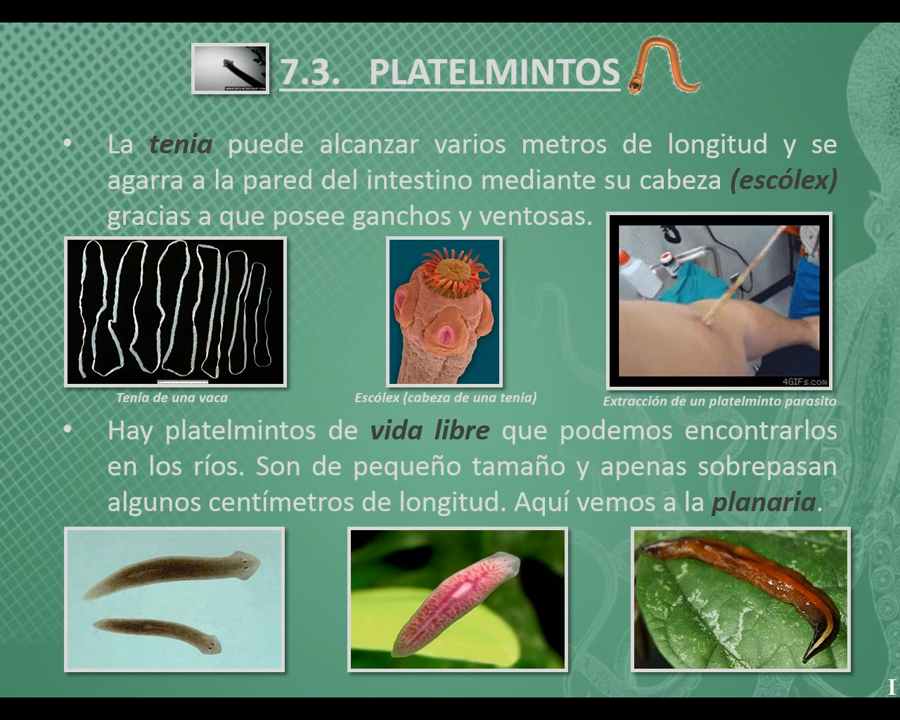 7.3. PLATELMINTOS
• La tenia puede alcanzar varios metros de longitud y se
agarra a la pared del intestino mediante su cabeza (escólex)
gracias a que posee ganchos y ventosas.
4GIFs.com
Tenia de una vaca
Escólex (cabeza de una tenia)
Extracción de un platelminto parasito
• Hay platelmintos de vida libre que podemos encontrarlos
en los ríos. Son de pequeño tamaño y apenas sobrepasan
algunos centímetros de longitud. Aquí vemos a la planaria.
I